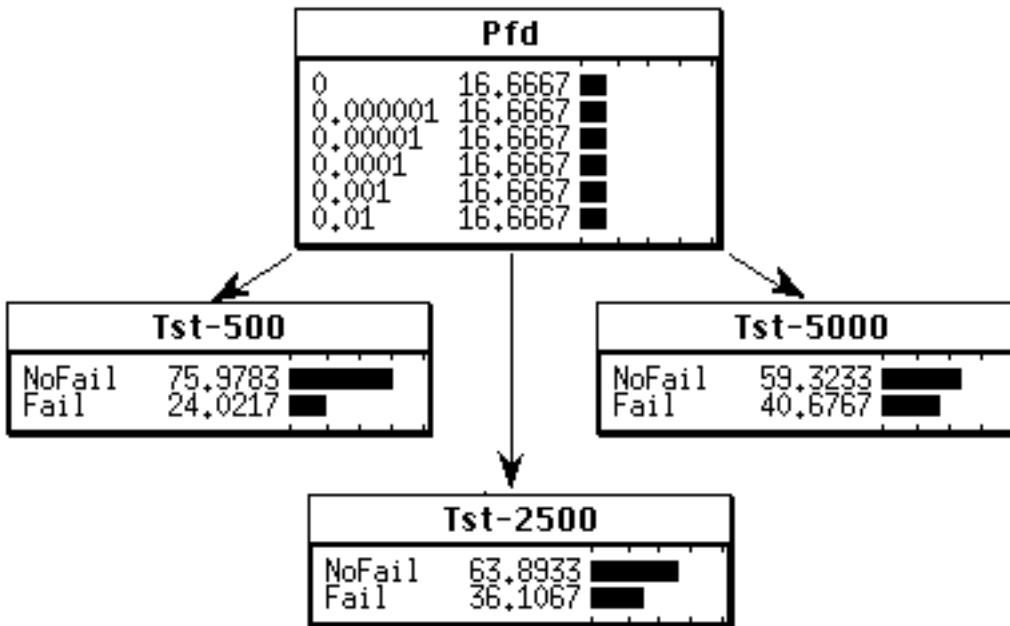 Pfd
0 16.6667
0.000001 16.6667
0.00001 16.6667
0.0001 16.6667
0.001 16.6667
0.01 16.6667
Tst-500
NoFail 75.9783
Fail 24.0217
Tst-5000
NoFail 59.3233
Fail 40.6767
Tst-2500
NoFail 63.8933
Fail 36.1067